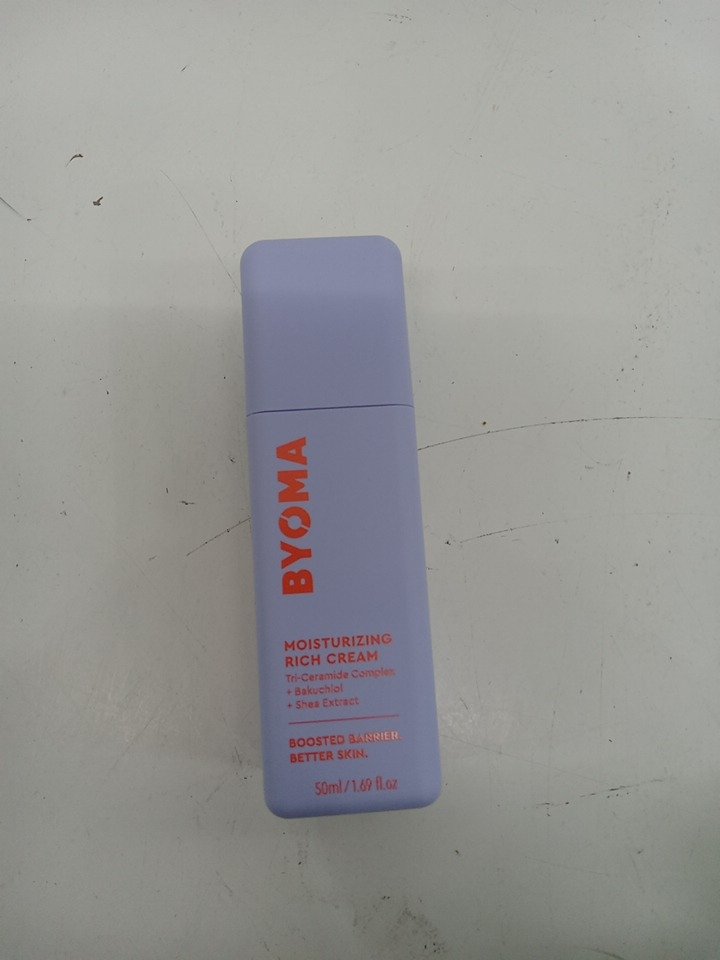 BYOMA
MOISTURIZING
RICH CREAM
Tri-Ceramide Complex
+ Bakuchiol
+ Shea Extract
BOOSTED BARRIER.
BETTER SKIN.
50ml/1.69 fl.oz